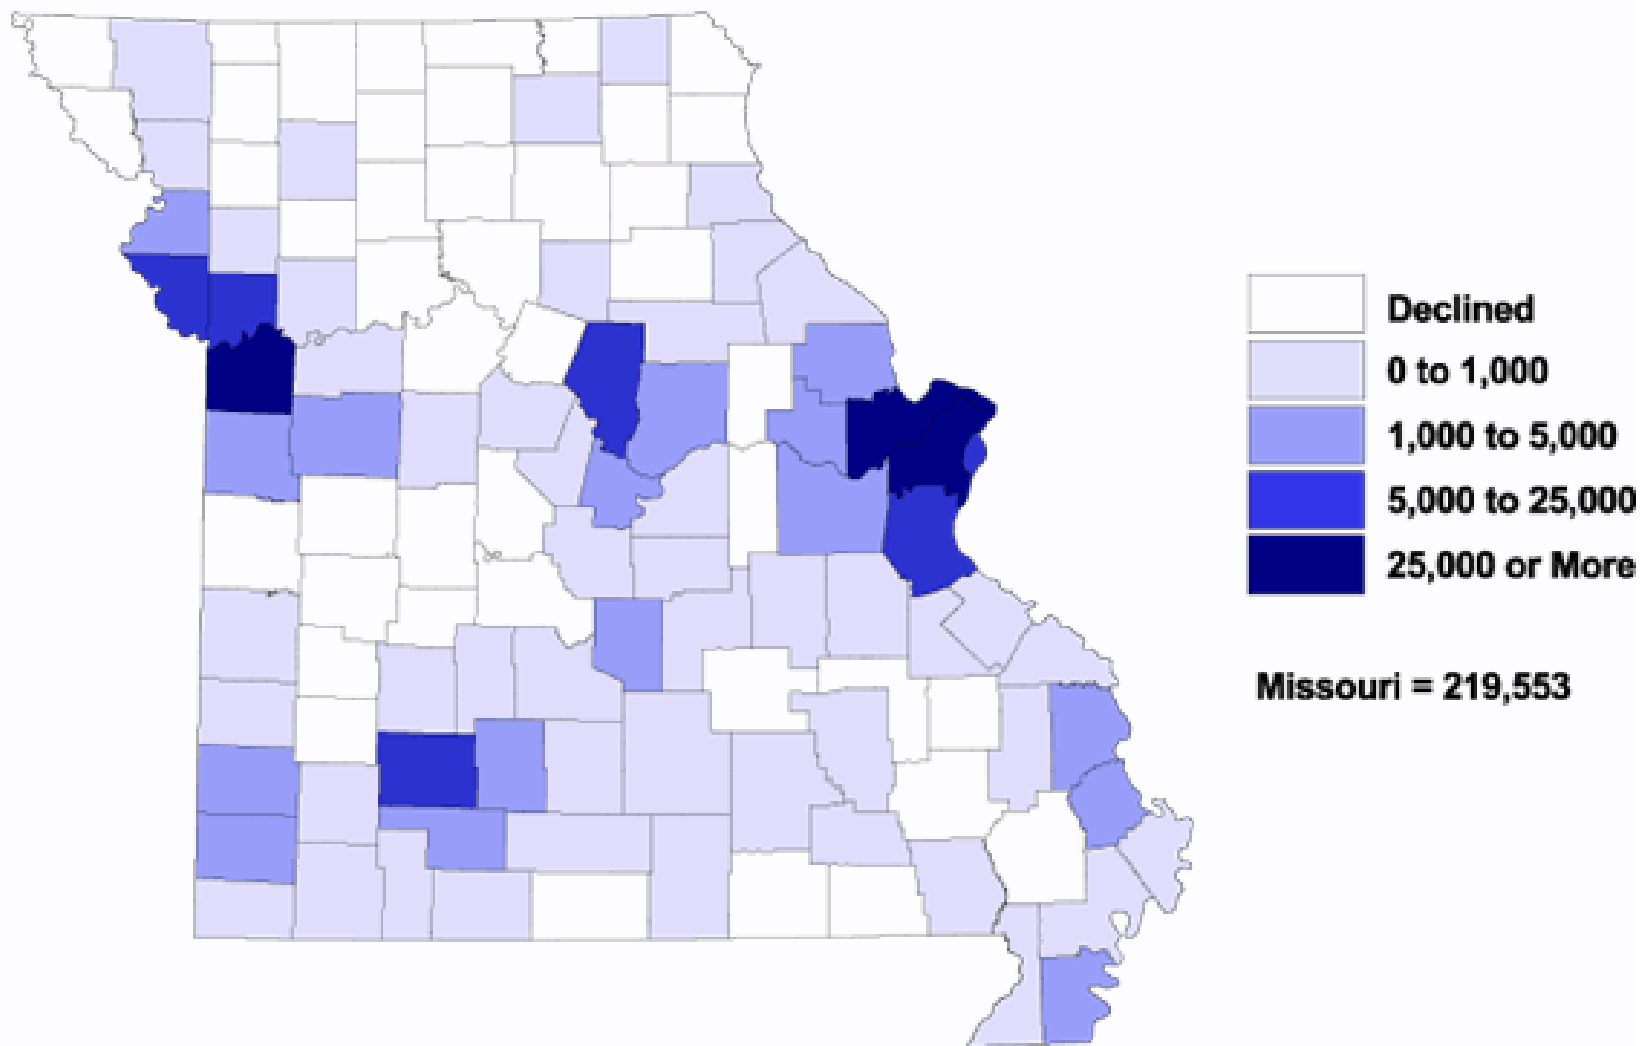 Declined
0 to 1,000
1,000 to 5,000
5,000 to 25,000
25,000 or More
Missouri = 219,553